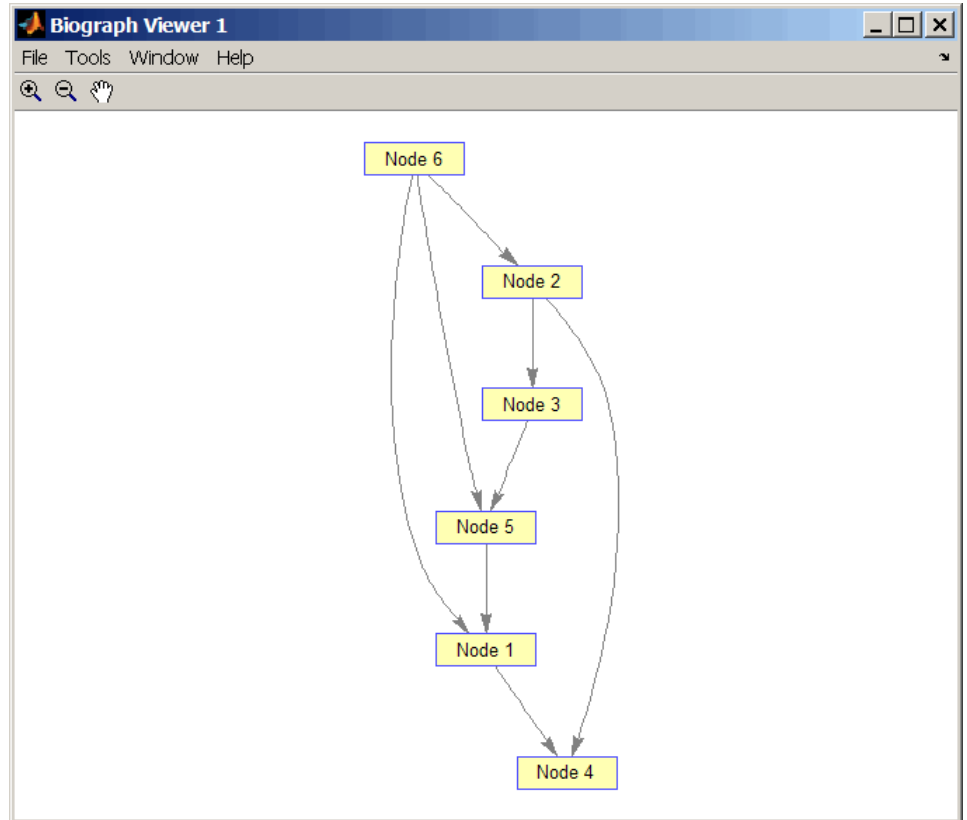 Biograph Viewer 1
File Tools Window Help
Node 6
Node 2
Node 3
Node 5
Node 1
Node 4